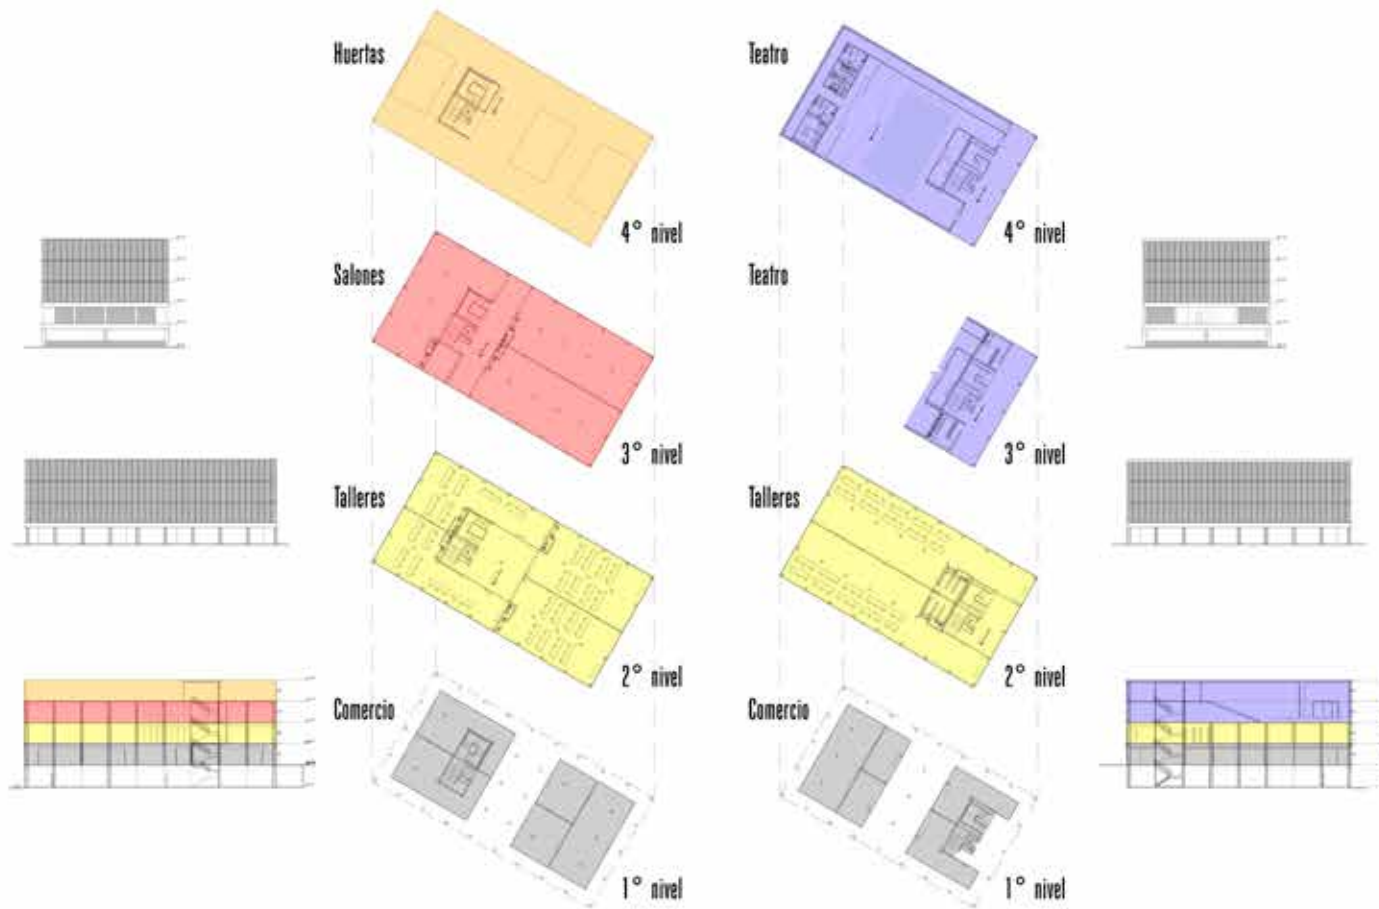 Huertas
4° nivel
Salones
3° nivel
Talleres
2° nivel
Comercio
1° nivel
Teatro
4° nivel
Teatro
3° nivel
Talleres
2° nivel
Comercio
1° nivel